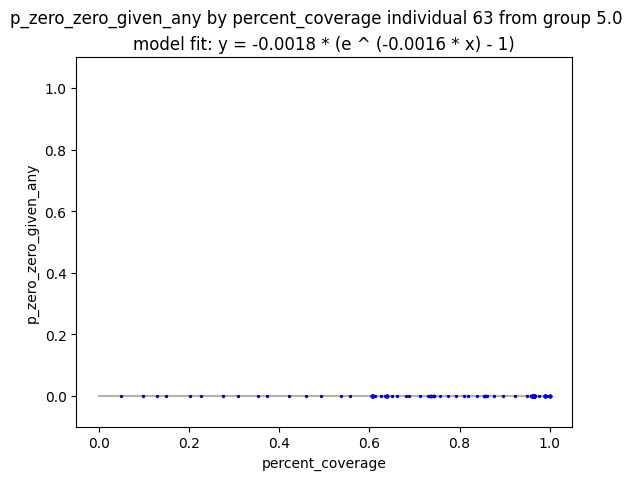 p_zero_zero_given_any by percent_coverage individual 63 from group 5.0
model fit: y = -0.0018 * (e ^ (-0.0016 * x) - 1)
1.0
0.8
0.6
0.4
0.2
0.0
p_zero_zero_given_any
0.0 0.2 0.4 0.6 0.8 1.0
percent_coverage